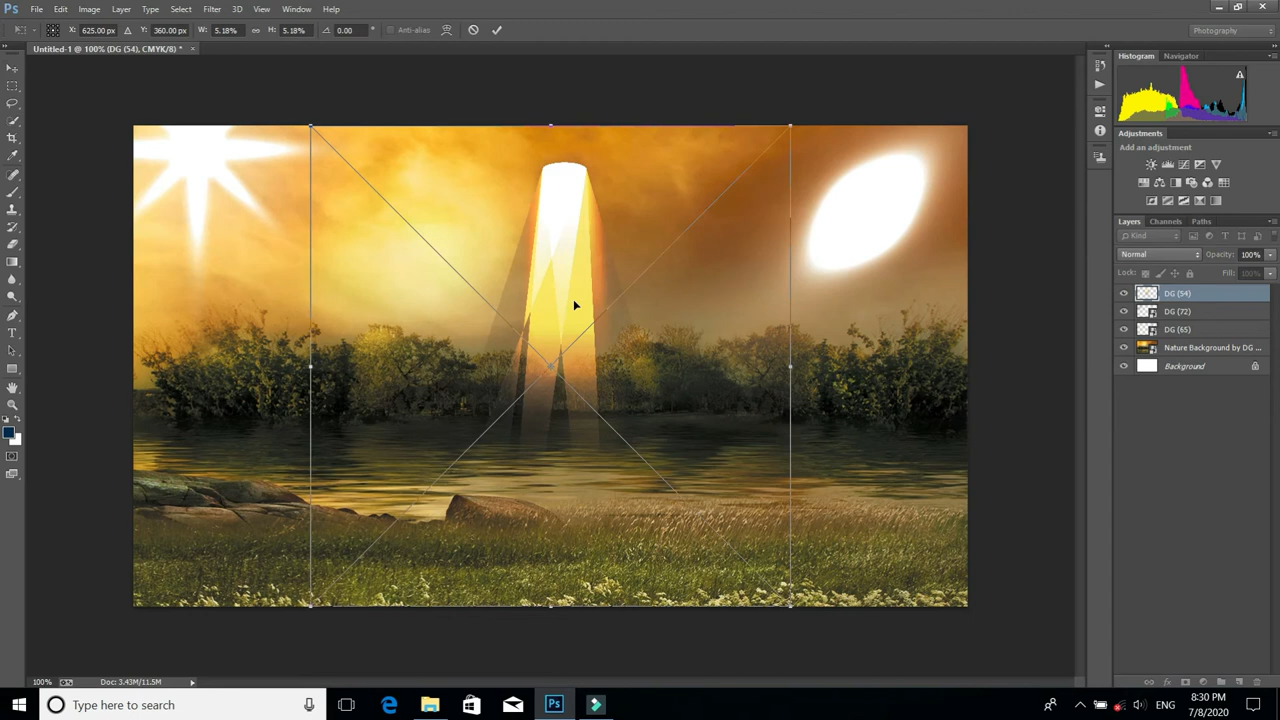 Ps File Edit Image Layer Type Select Filter 3D View Window Help
X: 625.00 px Y: 360.00 px W: 5.18% H: 5.18% 0.00 ° Anti-alias Photography
Untitled-1 @ 100% (DG (54), CMYK/8) * ×
Histogram Navigator
Adjustments
Add an adjustment
Layers Channels Paths
Kind
Normal Opacity: 100%
Lock: Fill: 100%
DG (54)
DG (72)
DG (65)
Nature Background by DG ...
Background
100% Doc: 3.43M/11.5M
Type here to search
Ps
ENG
8:30 PM
7/8/2020